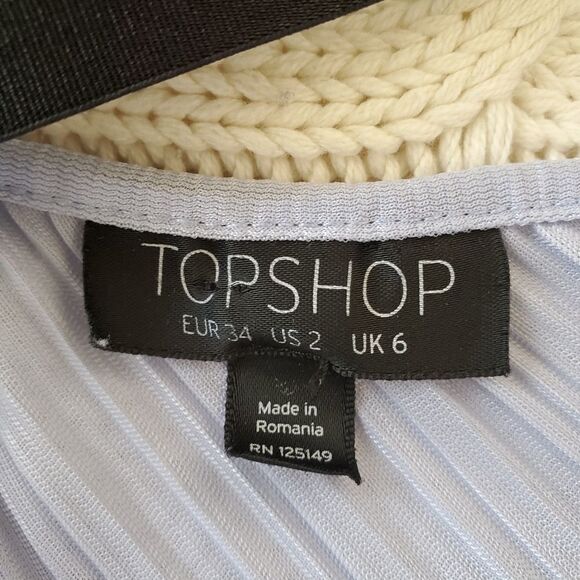 TOPSHOP
EUR 34 US 2 UK 6
Made in
Romania
RN 125149